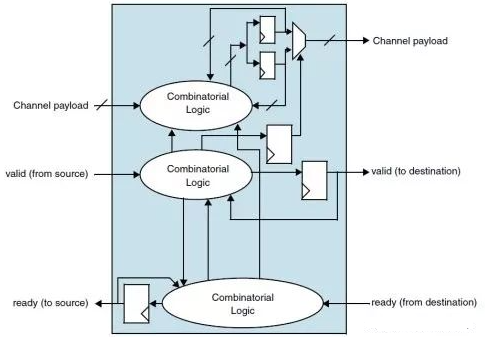 Channel payload
Channel payload
Combinatorial
Logic
valid (from source)
Combinatorial
Logic
valid (to destination)
ready (to source)
Combinatorial
Logic
ready (from destination)